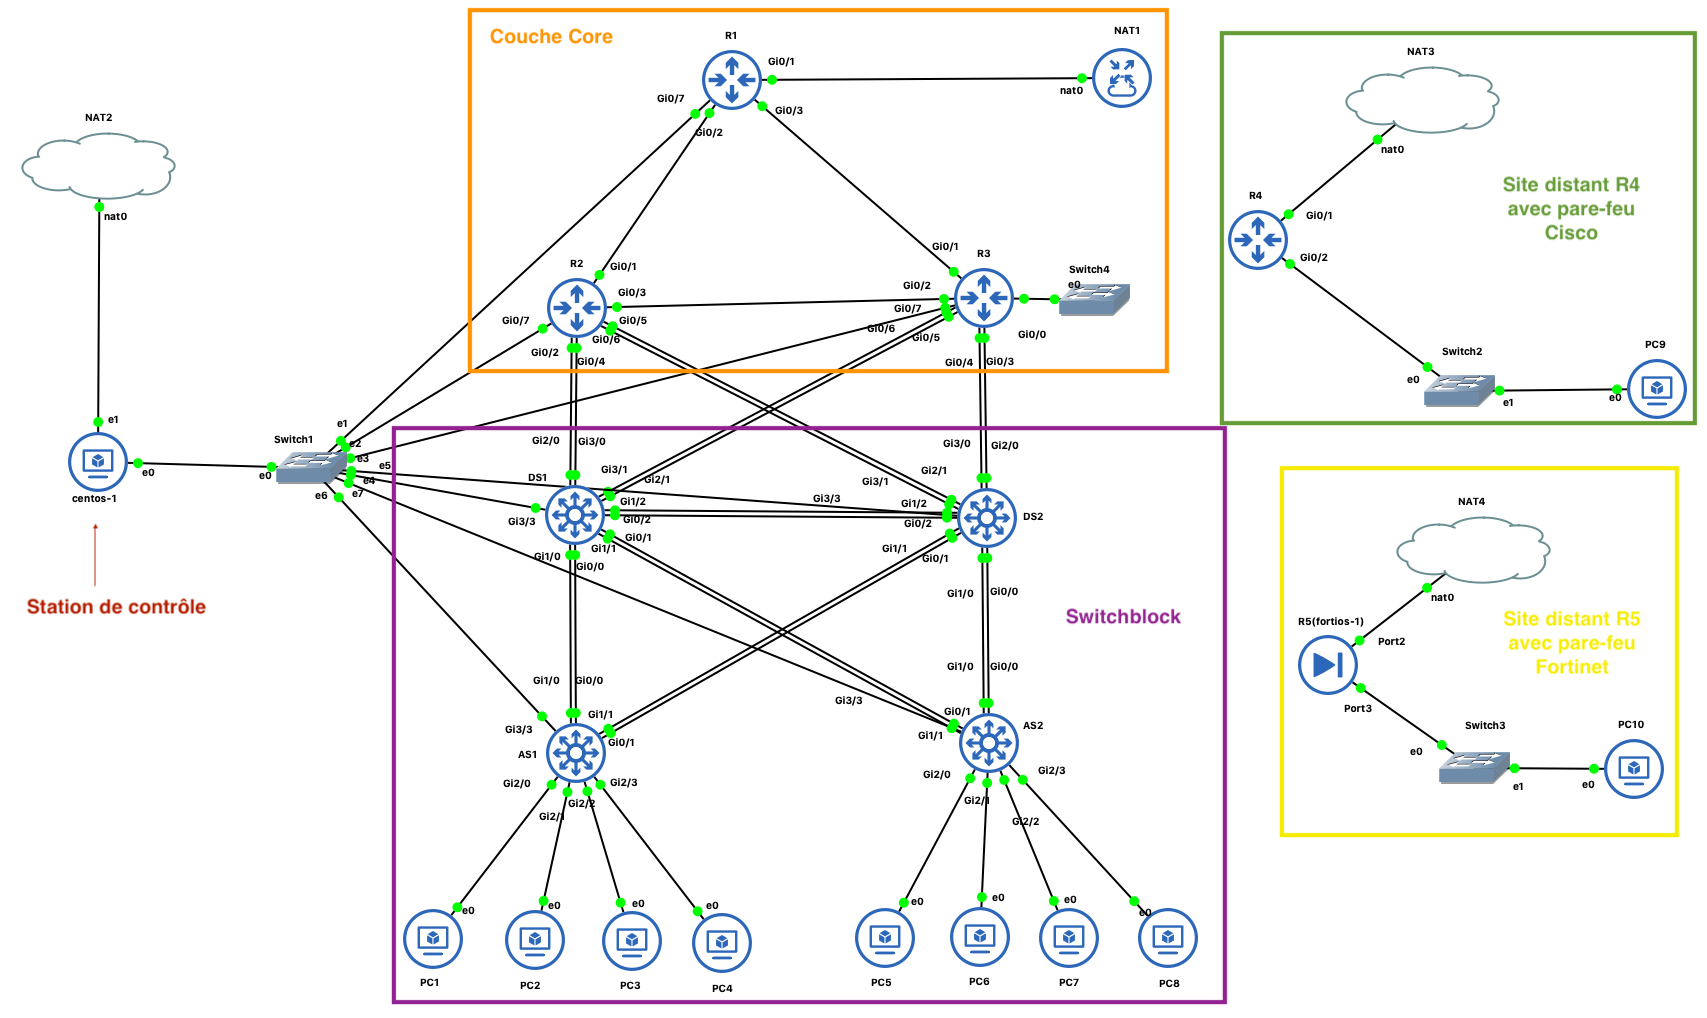 Couche Core
R1
NAT1
Gi0/1
nat0
Gi0/7
Gi0/2
Gi0/3
NAT2
nat0
NAT3
nat0
Site distant R4
avec pare-feu
Cisco
R4
Gi0/1
Gi0/2
R2
Gi0/1
Gi0/3
Gi0/7
Gi0/5
Gi0/6
Gi0/2
Gi0/4
R3
Gi0/1
Gi0/2
Gi0/7
Gi0/6
Gi0/5
Gi0/0
Gi0/4
Gi0/3
Switch4
e0
Switch2
e0
e1
PC9
e0
e1
e0
centos-1
Station de contrôle
Switch1
e0
e1
e2
e3
e5
e4
e7
e6
Gi2/0
Gi3/0
DS1
Gi3/1
Gi2/1
Gi1/2
Gi0/2
Gi0/1
Gi1/1
Gi3/3
Gi1/0
Gi0/0
Gi3/0
Gi2/0
Gi2/1
Gi3/1
Gi3/3
Gi1/2
Gi0/2
DS2
Gi1/1
Gi0/1
Gi1/0
Gi0/0
Switchblock
Gi1/0
Gi0/0
Gi1/1
Gi0/1
Gi3/3
AS1
Gi2/0
Gi2/1
Gi2/2
Gi2/3
Gi1/0
Gi0/0
Gi3/3
Gi0/1
Gi1/1
AS2
Gi2/0
Gi2/1
Gi2/2
Gi2/3
e0
e0
e0
e0
e0
e0
e0
e0
PC1
PC2
PC3
PC4
PC5
PC6
PC7
PC8
NAT4
nat0
R5(fortios-1)
Port2
Port3
Site distant R5
avec pare-feu
Fortinet
Switch3
e0
e1
PC10
e0